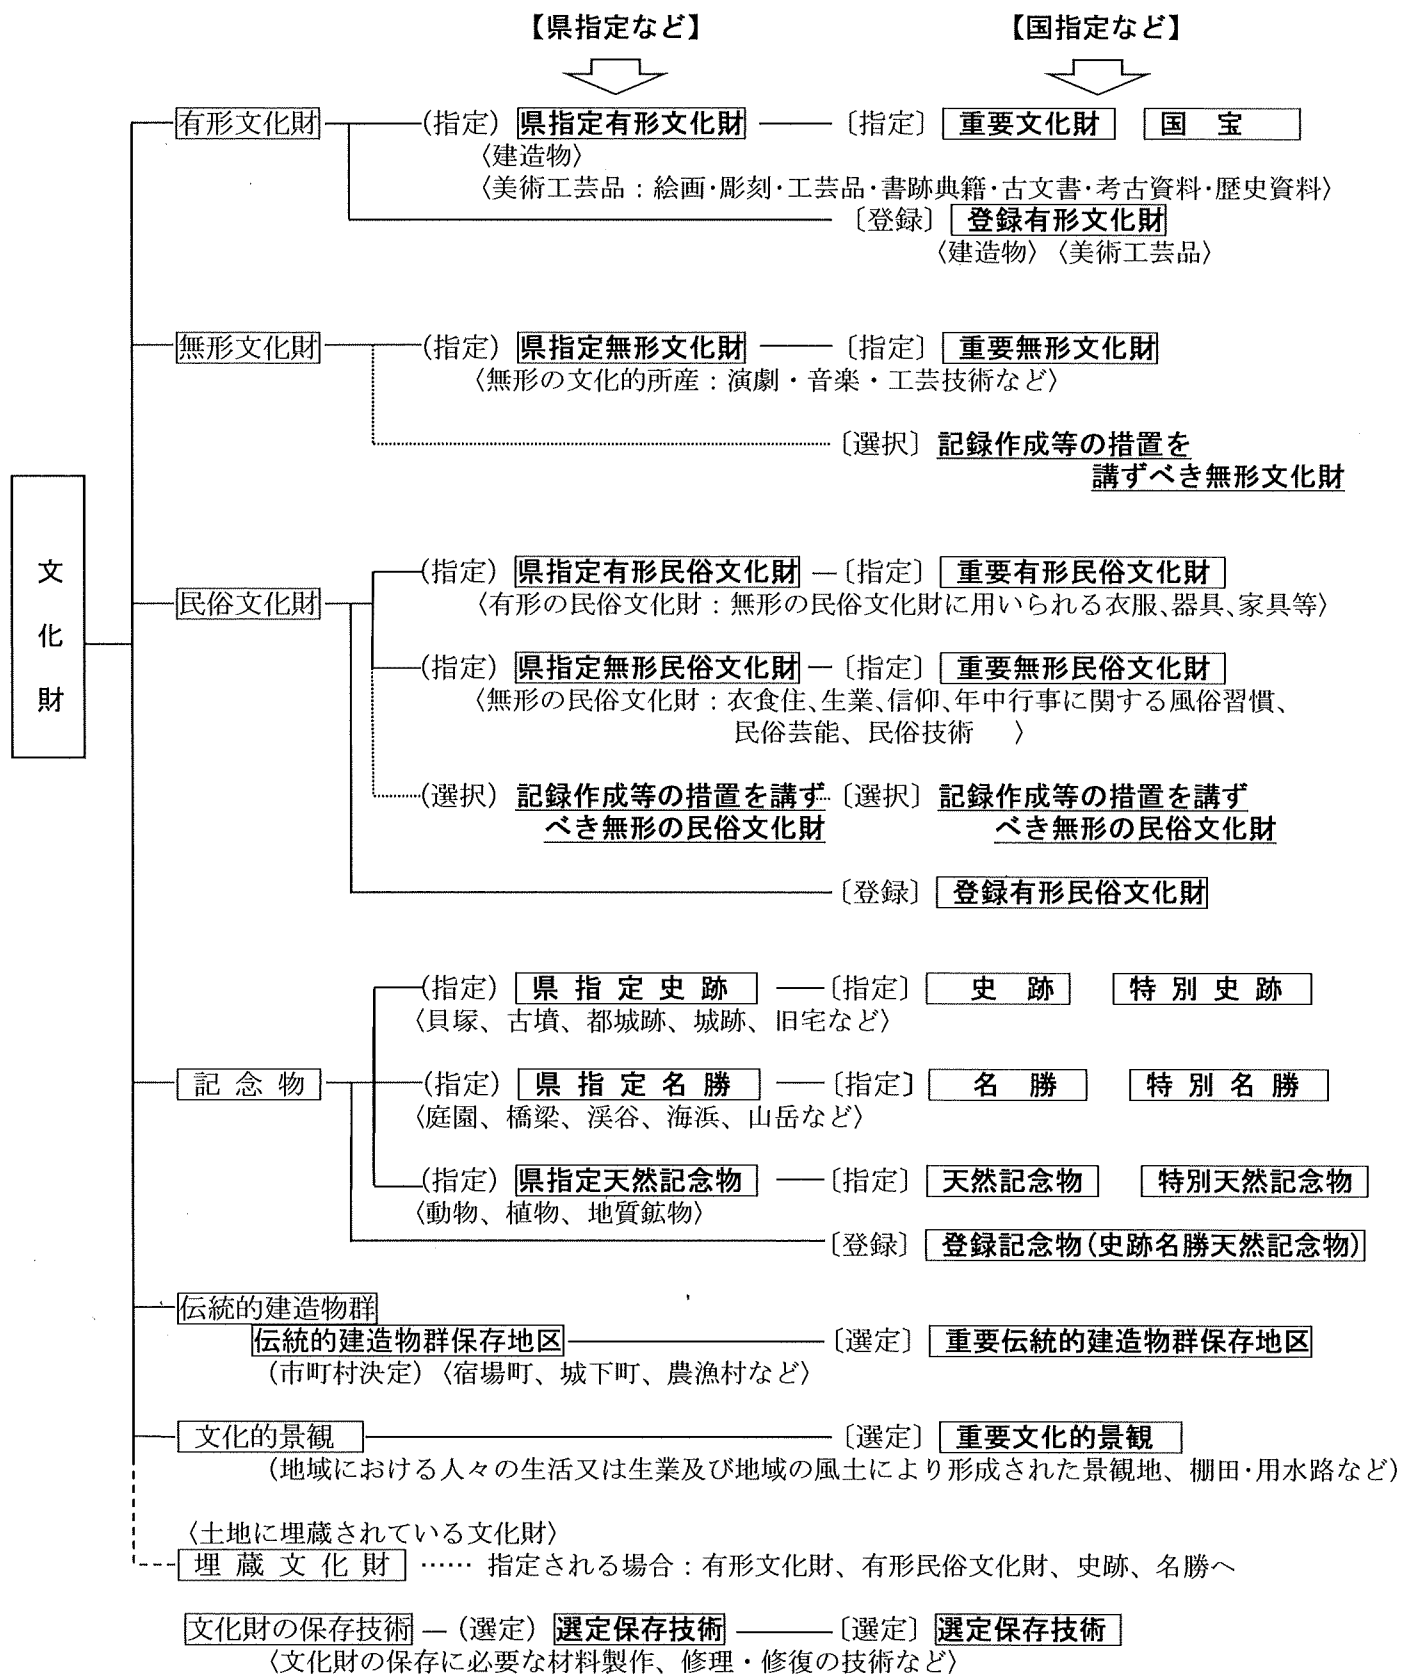 【県指定など】 【国指定など】
有形文化財 (指定) 県指定有形文化財 〔指定〕 重要文化財 国 宝
〈建造物〉
〈美術工芸品：絵画・彫刻・工芸品・書跡典籍・古文書・考古資料・歴史資料〉
〔登録〕 登録有形文化財
〈建造物〉〈美術工芸品〉
無形文化財 (指定) 県指定無形文化財 〔指定〕 重要無形文化財
〈無形の文化的所産：演劇・音楽・工芸技術など〉
〔選択〕 記録作成等の措置を
講ずべき無形文化財
文化財
(指定) 県指定有形民俗文化財 〔指定〕 重要有形民俗文化財
民俗文化財 〈有形の民俗文化財：無形の民俗文化財に用いられる衣服、器具、家具等〉
(指定) 県指定無形民俗文化財 〔指定〕 重要無形民俗文化財
〈無形の民俗文化財：衣食住、生業、信仰、年中行事に関する風俗習慣、
民俗芸能、民俗技術 〉
(選択) 記録作成等の措置を講ず 〔選択〕 記録作成等の措置を講ず
べき無形の民俗文化財 べき無形の民俗文化財
〔登録〕 登録有形民俗文化財
(指定) 県 指 定 史 跡 〔指定〕 史 跡 特 別 史 跡
〈貝塚、古墳、都城跡、城跡、旧宅など〉
記 念 物 (指定) 県 指 定 名 勝 〔指定〕 名 勝 特 別 名 勝
〈庭園、橋梁、渓谷、海浜、山岳など〉
(指定) 県指定天然記念物 〔指定〕 天然記念物 特別天然記念物
〈動物、植物、地質鉱物〉
〔登録〕 登録記念物(史跡名勝天然記念物)
伝統的建造物群
伝統的建造物群保存地区 〔選定〕 重要伝統的建造物群保存地区
(市町村決定)〈宿場町、城下町、農漁村など〉
文化的景観 〔選定〕 重要文化的景観
(地域における人々の生活又は生業及び地域の風土により形成された景観地、棚田・用水路など)
〈土地に埋蔵されている文化財〉
埋 蔵 文 化 財 …… 指定される場合：有形文化財、有形民俗文化財、史跡、名勝へ
文化財の保存技術 (選定) 選定保存技術 〔選定〕 選定保存技術
〈文化財の保存に必要な材料製作、修理・修復の技術など〉